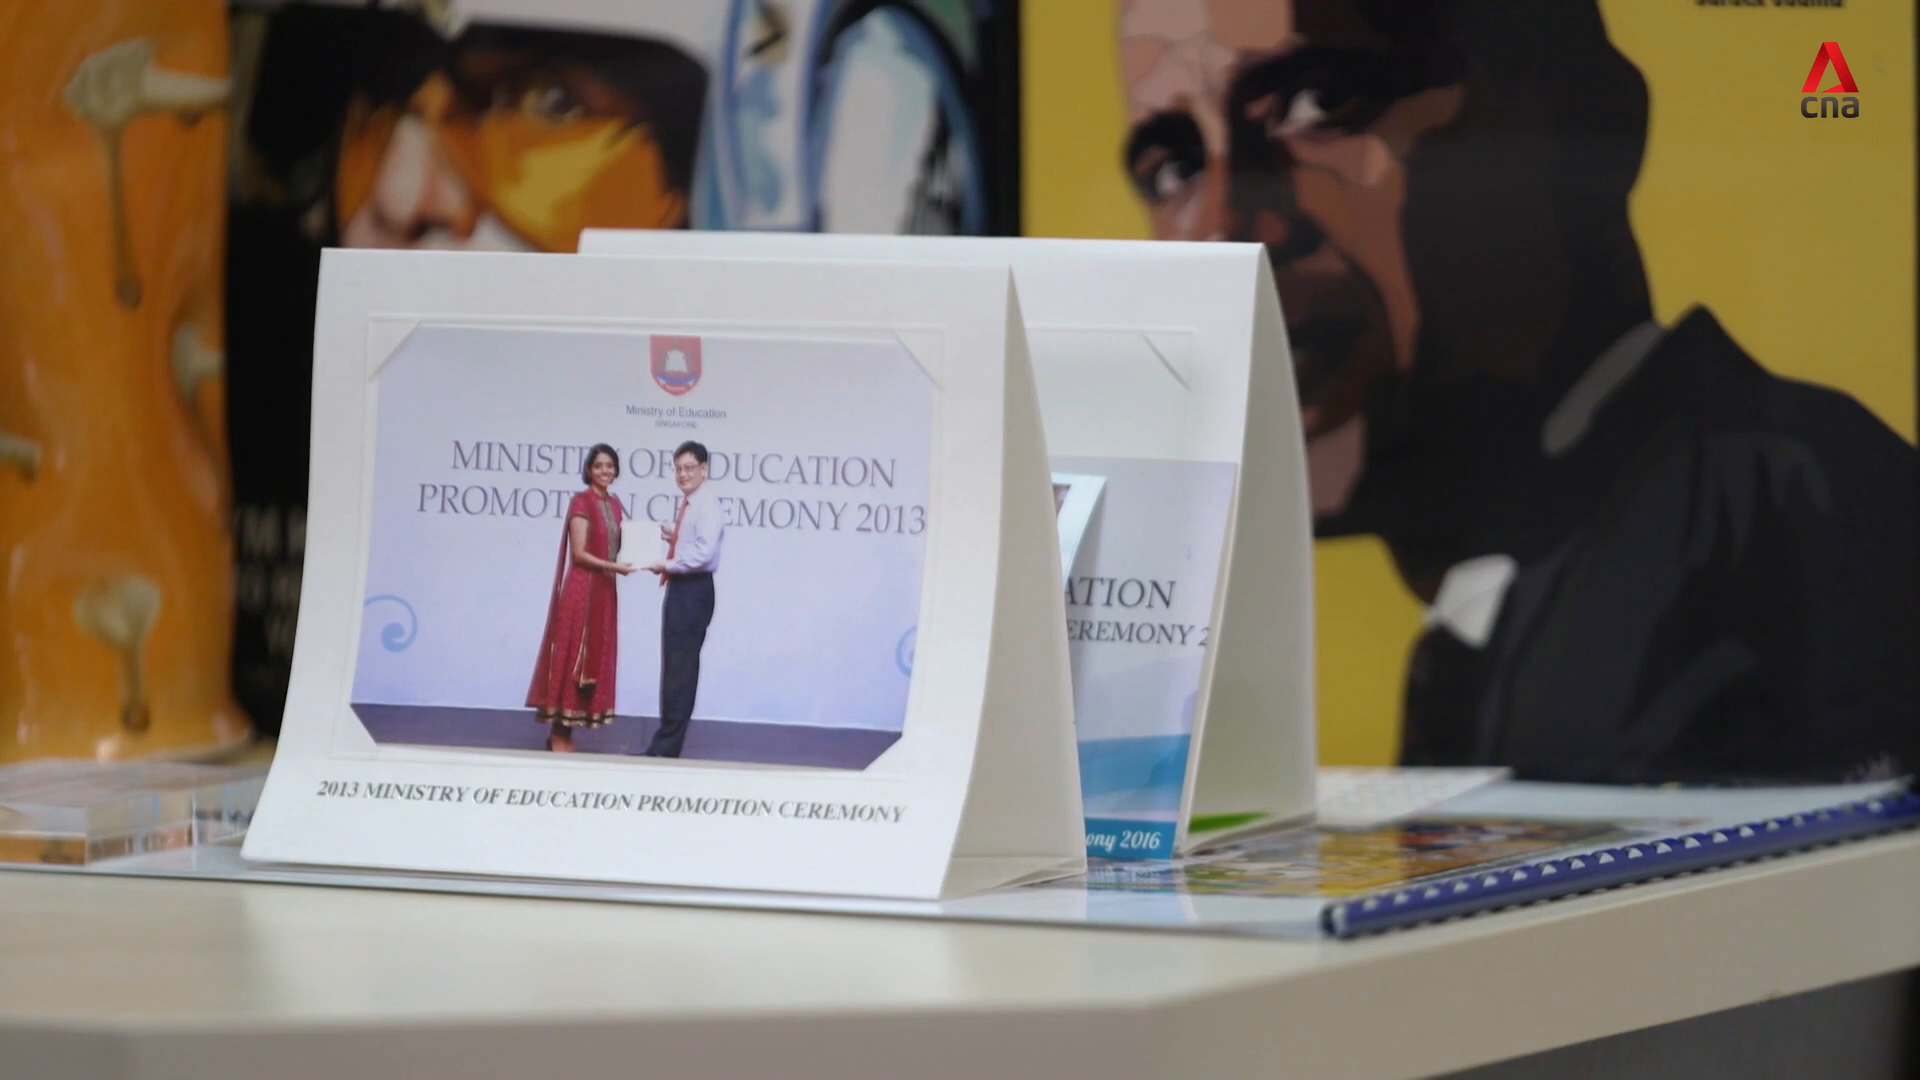 cna
Ministry of Education
SINGAPORE
MINISTRY OF EDUCATION
PROMOTION CEREMONY 2013
2013 MINISTRY OF EDUCATION PROMOTION CEREMONY
ATION
EREMONY 2
ony 2016